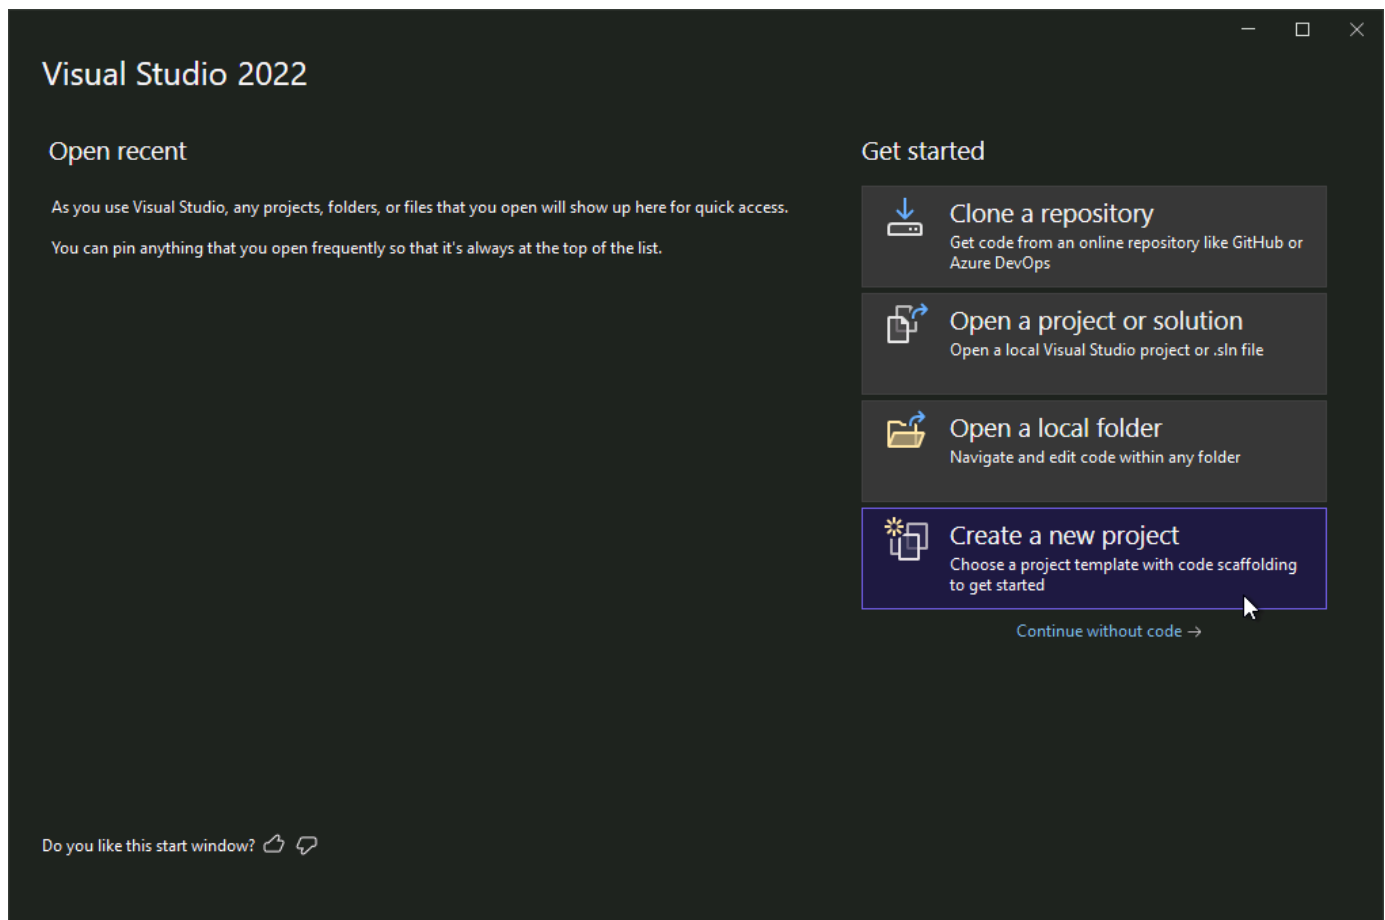 Visual Studio 2022
Open recent
As you use Visual Studio, any projects, folders, or files that you open will show up here for quick access.
You can pin anything that you open frequently so that it's always at the top of the list.
Get started
Clone a repository
Get code from an online repository like GitHub or
Azure DevOps
Open a project or solution
Open a local Visual Studio project or .sln file
Open a local folder
Navigate and edit code within any folder
Create a new project
Choose a project template with code scaffolding
to get started
Continue without code →
Do you like this start window?